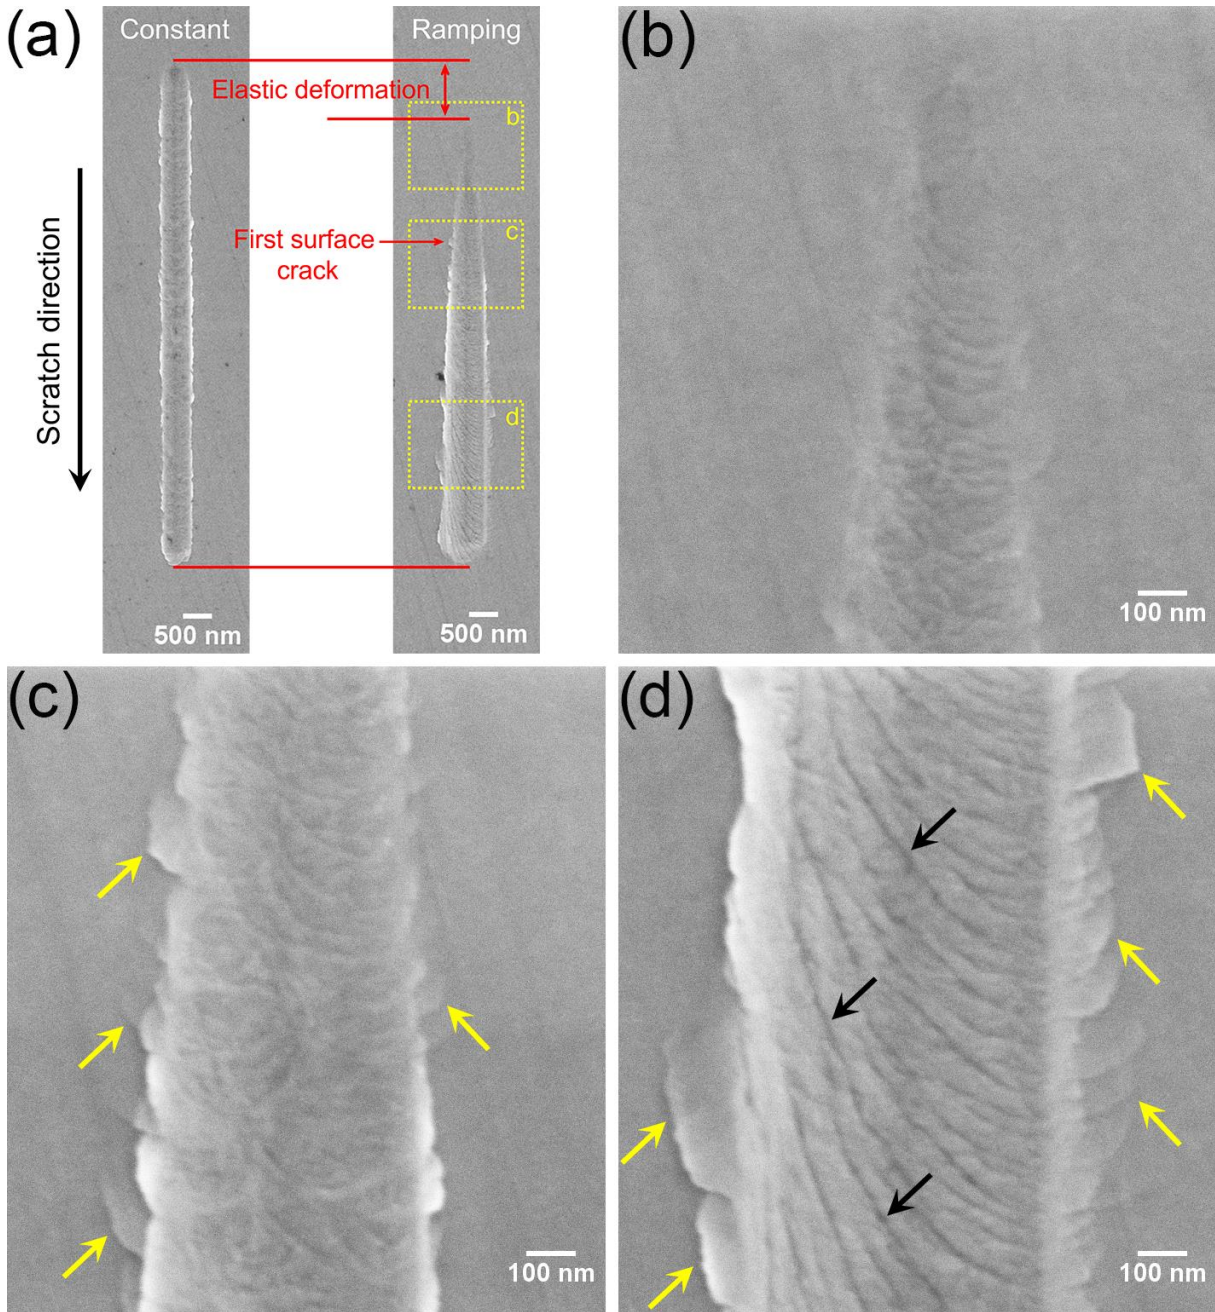 (a)
Constant
Ramping
(b)
Elastic deformation
b
c
First surface
crack
d
Scratch direction
500 nm
500 nm
100 nm
(c)
(d)
100 nm
100 nm